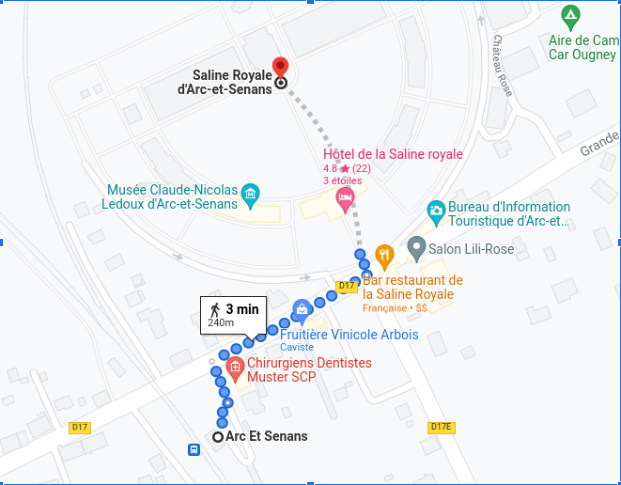 Aire de Cam
Car Ougney
Château Rose
Saline Royale
d'Arc-et-Senans
Grande
Hôtel de la Saline royale
4.8 ★ (22)
3 étoiles
Musée Claude-Nicolas
Ledoux d'Arc-et-Senans
Bureau d'Information
Touristique d'Arc-et...
Salon Lili-Rose
D17
Bar restaurant de
la Saline Royale
Française • $$
3 min
240m
Fruitière Vinicole Arbois
Caviste
Chirurgiens Dentistes
Muster SCP
D17
D17E
Arc Et Senans